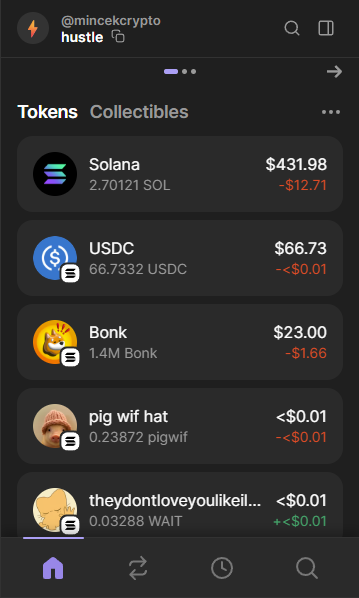 @mincekcrypto
hustle
Tokens Collectibles
Solana $431.98
2.70121 SOL -$12.71
USDC $66.73
66.7332 USDC -<$0.01
Bonk $23.00
1.4M Bonk -$1.66
pig wif hat <$0.01
0.23872 pigwif -<$0.01
theydontloveyoulikeil... <$0.01
0.03288 WAIT +<$0.01